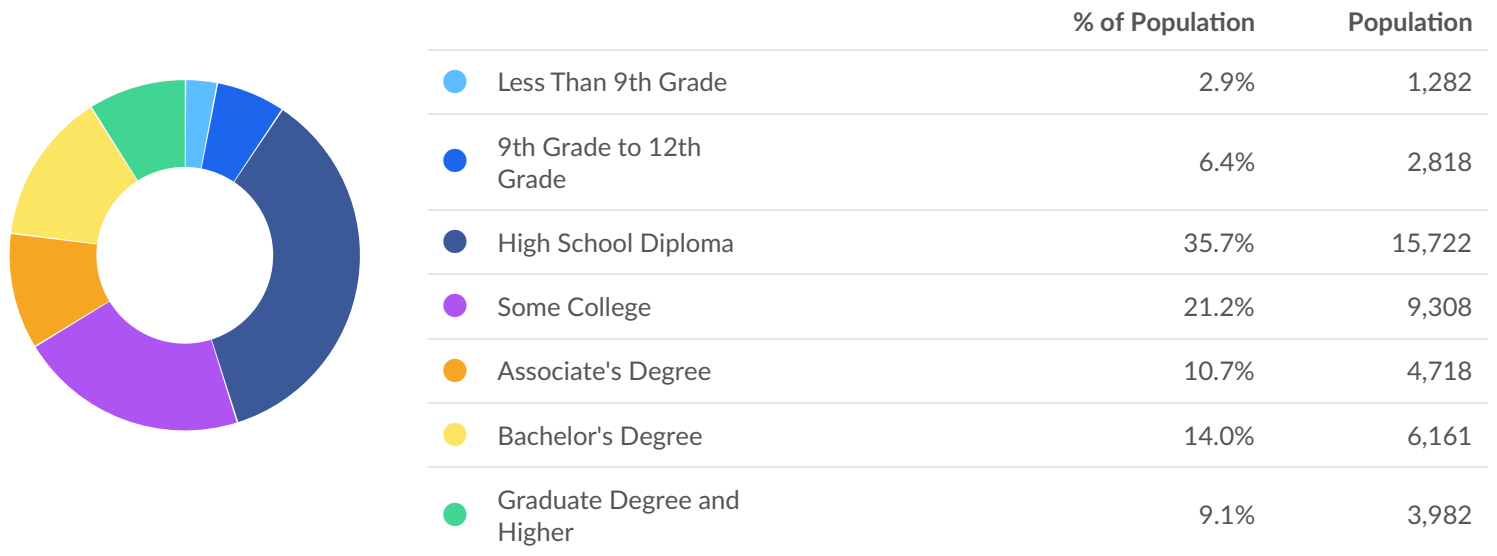 % of Population Population
Less Than 9th Grade 2.9% 1,282
9th Grade to 12th
Grade 6.4% 2,818
High School Diploma 35.7% 15,722
Some College 21.2% 9,308
Associate's Degree 10.7% 4,718
Bachelor's Degree 14.0% 6,161
Graduate Degree and
Higher 9.1% 3,982